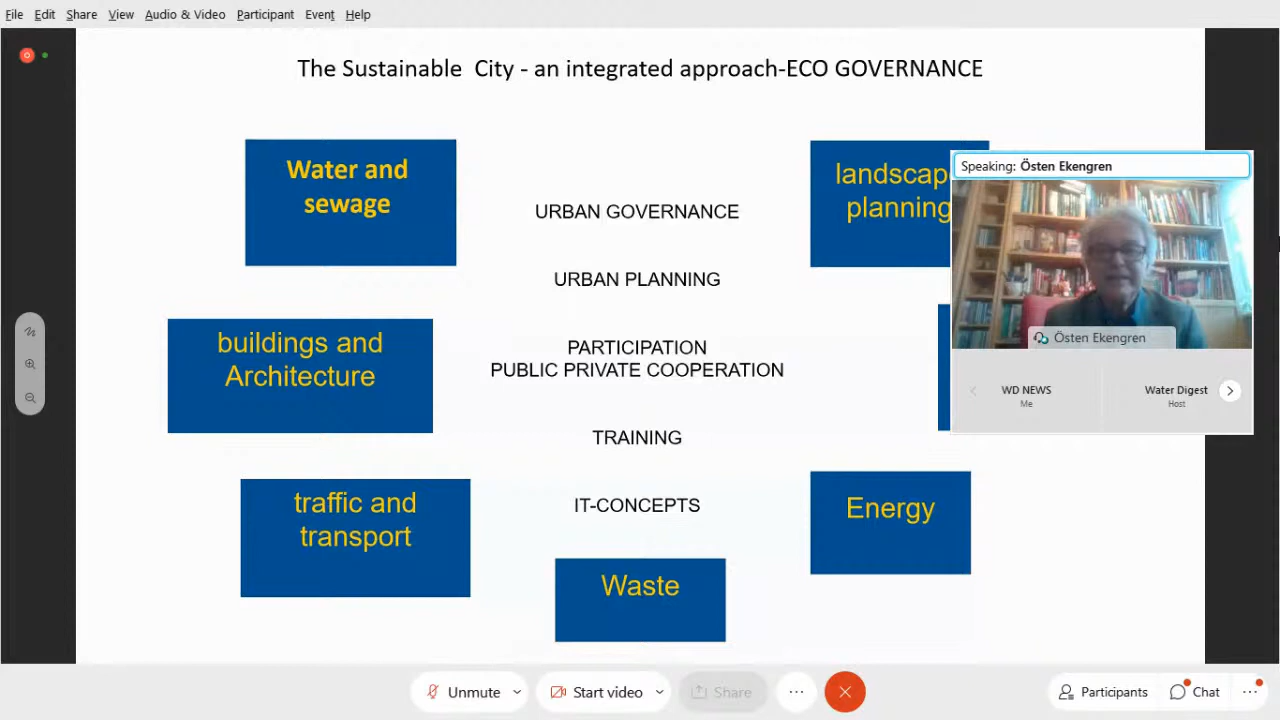 File Edit Share View Audio & Video Participant Event Help
The Sustainable City - an integrated approach-ECO GOVERNANCE
Water and
sewage
URBAN GOVERNANCE
URBAN PLANNING
PARTICIPATION
PUBLIC PRIVATE COOPERATION
TRAINING
IT-CONCEPTS
landscap
planning
buildings and
Architecture
traffic and
transport
Waste
Energy
Speaking: Östen Ekengren
Östen Ekengren
WD NEWS
Me
Water Digest
Host
Unmute
Start video
Share
Participants
Chat